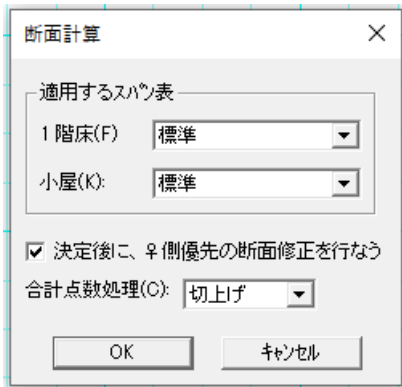 断面計算
適用するスパン表
1階床(F) 標準
小屋(K): 標準
決定後に、♀側優先の断面修正を行なう
合計点数処理(C): 切上げ
OK キャンセル